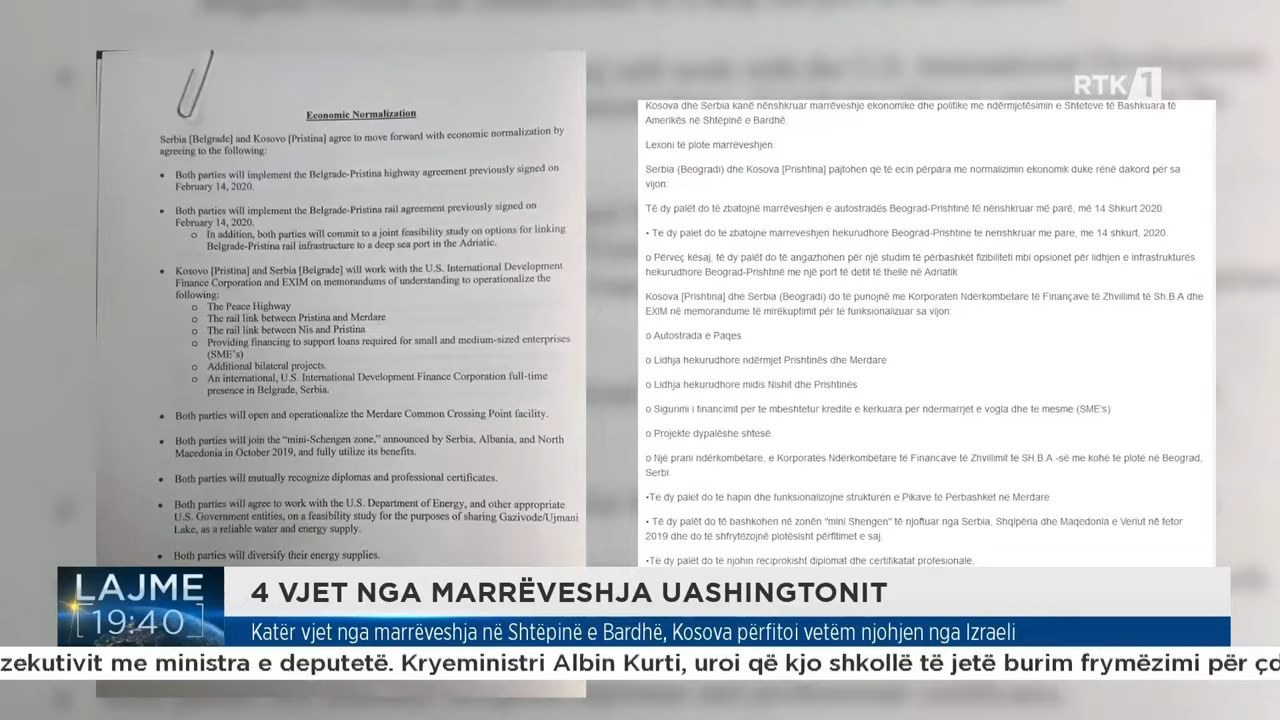 RTK 1
Economic Normalization
Serbia [Belgrade] and Kosovo [Pristina] agree to move forward with economic normalization by
agreeing to the following:
• Both parties will implement the Belgrade-Pristina highway agreement previously signed on
February 14, 2020.
• Both parties will implement the Belgrade-Pristina rail agreement previously signed on
February 14, 2020.
o In addition, both parties will commit to a joint feasibility study on options for linking
Belgrade-Pristina rail infrastructure to a deep sea port in the Adriatic.
• Kosovo [Pristina] and Serbia [Belgrade] will work with the U.S. International Development
Finance Corporation and EXIM on memorandums of understanding to operationalize the
following:
o The Peace Highway
o The rail link between Pristina and Merdare
o The rail link between Nis and Pristina
o Providing financing to support loans required for small and medium-sized enterprises
(SME's)
o Additional bilateral projects.
o An international, U.S. International Development Finance Corporation full-time
presence in Belgrade, Serbia.
• Both parties will open and operationalize the Merdare Common Crossing Point facility.
• Both parties will join the “mini-Schengen zone,” announced by Serbia, Albania, and North
Macedonia in October 2019, and fully utilize its benefits.
• Both parties will mutually recognize diplomas and professional certificates.
• Both parties will agree to work with the U.S. Department of Energy, and other appropriate
U.S. Government entities, on a feasibility study for the purposes of sharing Gazivode/Ujmani
Lake, as a reliable water and energy supply.
• Both parties will diversify their energy supplies.
Kosova dhe Serbia kanë nënshkruar marrëveshje ekonomike dhe politike me ndërmjetësimin e Shteteve të Bashkuara të
Amerikës në Shtëpinë e Bardhë.
Lexoni të plote marrëveshjen
Serbia (Beogradi) dhe Kosova [Prishtina] pajtohen që të ecin përpara me normalizimin ekonomik duke rënë dakord për sa
vijon:
Të dy palët do të zbatojnë marrëveshjen e autostradës Beograd-Prishtinë të nënshkruar më parë, më 14 Shkurt 2020.
• Te dy palet do të zbatojne marreveshjen hekurudhore Beograd-Prishtine te nenshkruar me pare, me 14 shkurt, 2020.
o Përveç kësaj, të dy palët do të angazhohen për një studim të përbashkët fizibiliteti mbi opsionet për lidhjen e infrastrukturës
hekurudhore Beograd-Prishtinë me një port të detit të thellë në Adriatik
Kosova [Prishtina] dhe Serbia (Beogradi) do të punojnë me Korporatën Ndërkombëtare të Finançave të Zhvillimit të Sh.B.A dhe
EXIM në memorandume të mirëkuptimit për të funksionalizuar sa vijon:
o Autostrada e Paqes
o Lidhja hekurudhore ndërmjet Prishtinës dhe Merdare
o Lidhja hekurudhore midis Nishit dhe Prishtinës
o Sigurimi i financimit per te mbeshtetur kredite e kerkuara per ndermarrjet e vogla dhe te mesme (SME's)
o Projekte dypalëshe shtesë.
o Një prani ndërkombëtare, e Korporatës Ndërkombëtare të Financave të Zhvillimit të SH.B.A -së me kohë të plotë në Beograd,
Serbi.
•Te dy palet do të hapin dhe funksionalizojne strukturën e Pikave te Perbashket në Merdare
• Të dy palët do të bashkohen në zonën "mini Shengen" të njoftuar nga Serbia, Shqipëria dhe Maqedonia e Veriut në tetor
2019 dhe do të shfrytëzojnë plotësisht përfitimet e saj.
•Te dy palët do të njohin reciprokisht diplomat dhe certifikatat profesionale,
LAJME
19:40
4 VJET NGA MARRËVESHJA UASHINGTONIT
Katër vjet nga marrëveshja në Shtëpinë e Bardhë, Kosova përfitoi vetëm njohjen nga Izraeli
zekutivit me ministra e deputetë. Kryeministri Albin Kurti, uroi që kjo shkollë të jetë burim frymëzimi për çd